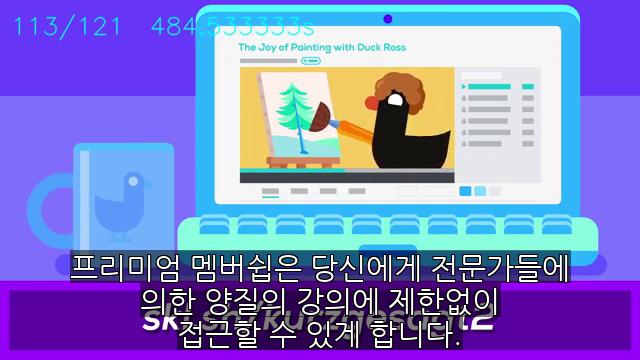 113/121 484.533333s
The Joy of Painting with Duck Ross
프리미엄 멤버쉽은 당신에게 전문가들에
의한 양질의 강의에 제한없이
접근할 수 있게 합니다.